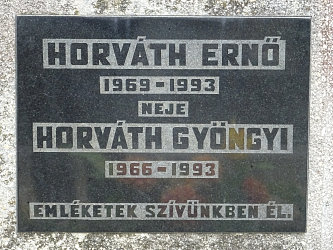 HORVÁTH ERNŐ
1969-1993
NEJE
HORVÁTH GYÖNGYI
1966-1993
EMLÉKETEK SZÍVÜNKBEN ÉL.